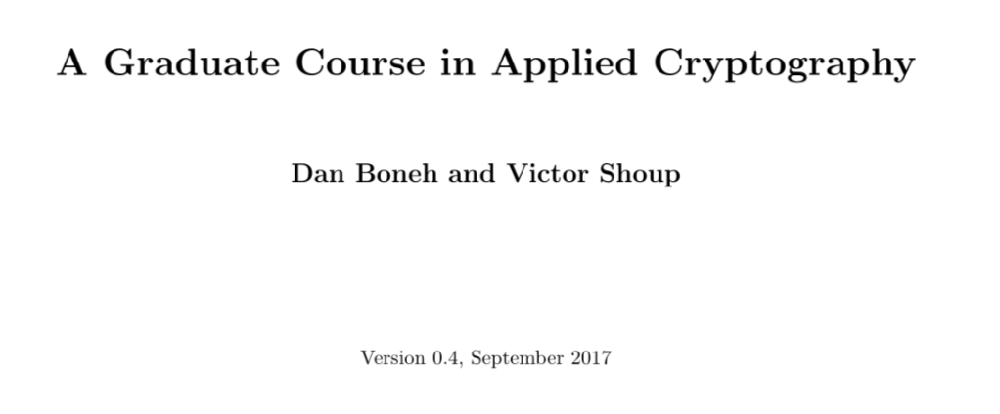 A Graduate Course in Applied Cryptography
Dan Boneh and Victor Shoup
Version 0.4, September 2017